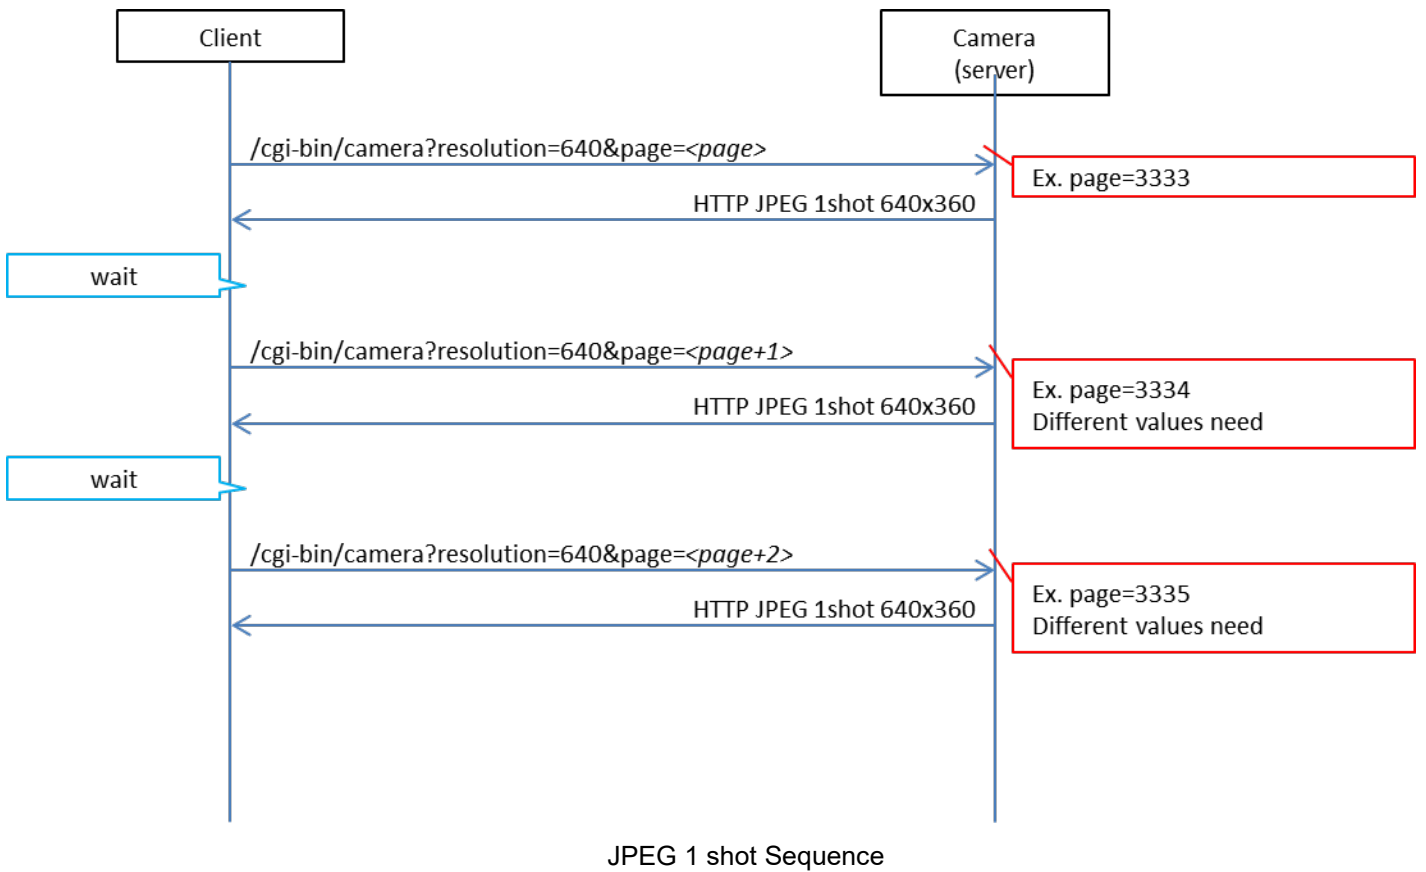 Client
Camera
(server)
/cgi-bin/camera?resolution=640&page=<page>
Ex. page=3333
HTTP JPEG 1shot 640x360
wait
/cgi-bin/camera?resolution=640&page=<page+1>
Ex. page=3334
Different values need
HTTP JPEG 1shot 640x360
wait
/cgi-bin/camera?resolution=640&page=<page+2>
Ex. page=3335
Different values need
HTTP JPEG 1shot 640x360
JPEG 1 shot Sequence